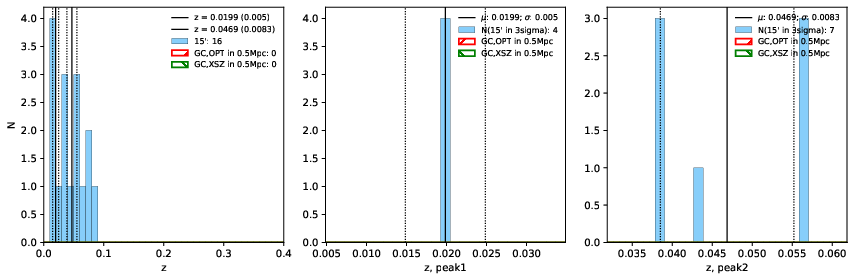 z = 0.0199 (0.005)
z = 0.0469 (0.0083)
15': 16
GC,OPT in 0.5Mpc: 0
GC,XSZ in 0.5Mpc: 0
N
4.0
3.5
3.0
2.5
2.0
1.5
1.0
0.5
0.0
0.0 0.1 0.2 0.3 0.4
z
μ: 0.0199; σ: 0.005
N(15' in 3sigma): 4
GC,OPT in 0.5Mpc
GC,XSZ in 0.5Mpc
4.0
3.5
3.0
2.5
2.0
1.5
1.0
0.5
0.0
0.005 0.010 0.015 0.020 0.025 0.030
z, peak1
μ: 0.0469; σ: 0.0083
N(15' in 3sigma): 7
GC,OPT in 0.5Mpc
GC,XSZ in 0.5Mpc
3.0
2.5
2.0
1.5
1.0
0.5
0.0
0.035 0.040 0.045 0.050 0.055 0.060
z, peak2